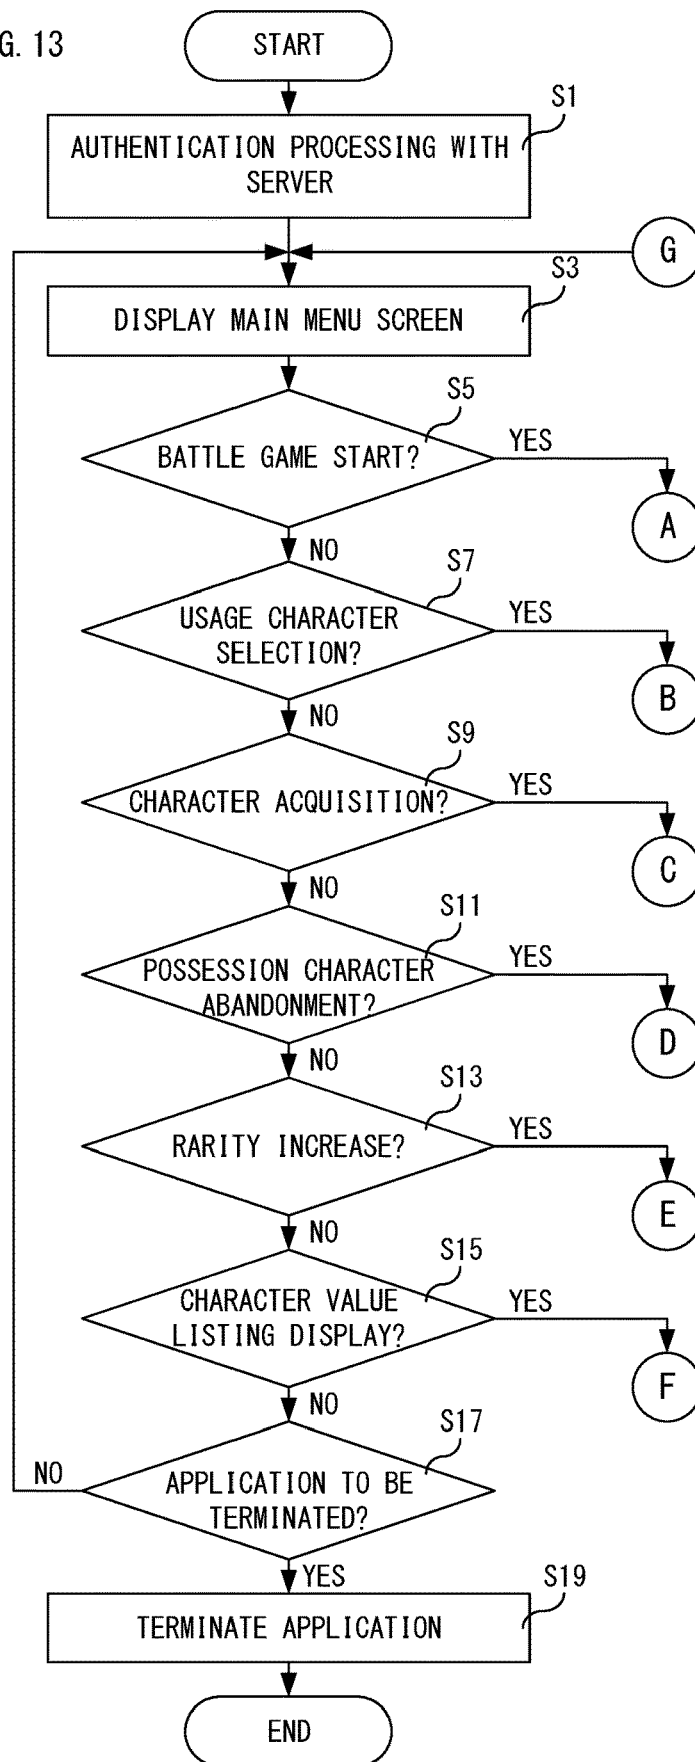 G. 13
START
S1
AUTHENTICATION PROCESSING WITH
SERVER
G
S3
DISPLAY MAIN MENU SCREEN
S5
BATTLE GAME START?
YES
A
NO
S7
USAGE CHARACTER
SELECTION?
YES
B
NO
S9
CHARACTER ACQUISITION?
YES
C
NO
S11
POSSESSION CHARACTER
ABANDONMENT?
YES
D
NO
S13
RARITY INCREASE?
YES
E
NO
S15
CHARACTER VALUE
LISTING DISPLAY?
YES
F
NO
S17
APPLICATION TO BE
TERMINATED?
NO
YES
S19
TERMINATE APPLICATION
END